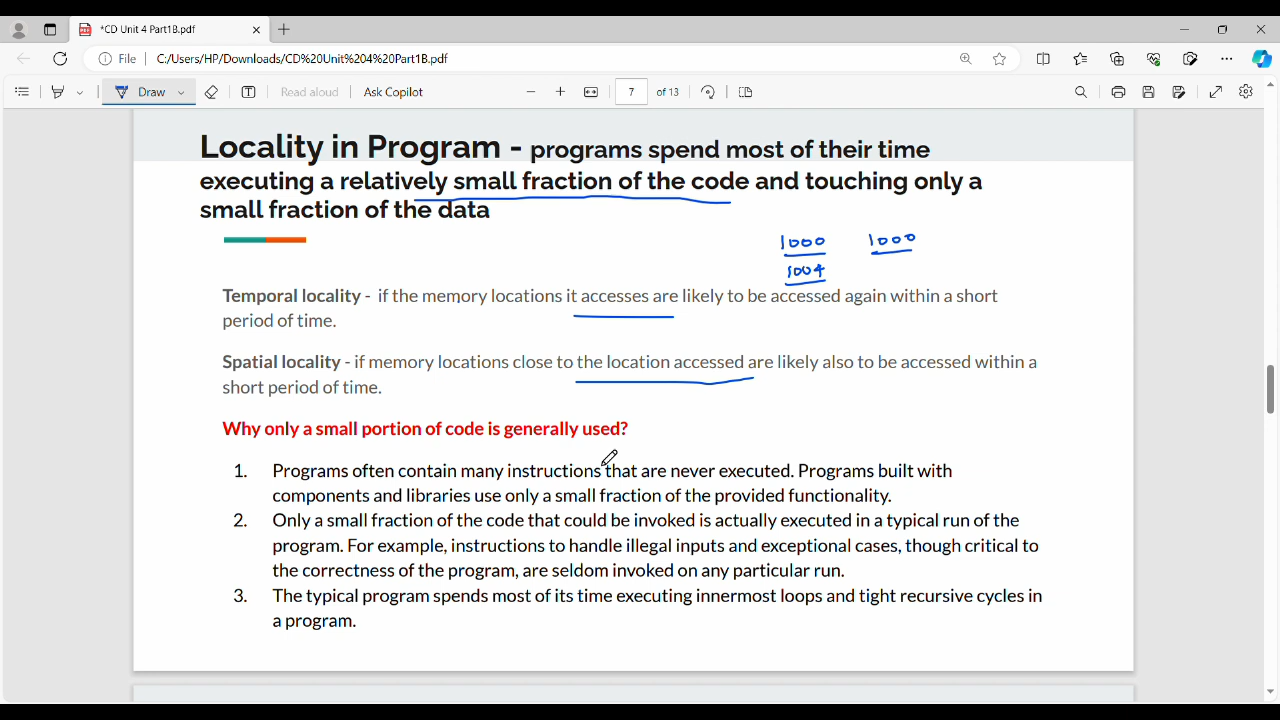 *CD Unit 4 Part1B.pdf
File C:/Users/HP/Downloads/CD%20Unit%204%20Part1B.pdf
Draw Read aloud Ask Copilot 7 of 13
Locality in Program - programs spend most of their time
executing a relatively small fraction of the code and touching only a
small fraction of the data
1000 1000
1004
Temporal locality - if the memory locations it accesses are likely to be accessed again within a short
period of time.
Spatial locality - if memory locations close to the location accessed are likely also to be accessed within a
short period of time.
Why only a small portion of code is generally used?
1. Programs often contain many instructions that are never executed. Programs built with
components and libraries use only a small fraction of the provided functionality.
2. Only a small fraction of the code that could be invoked is actually executed in a typical run of the
program. For example, instructions to handle illegal inputs and exceptional cases, though critical to
the correctness of the program, are seldom invoked on any particular run.
3. The typical program spends most of its time executing innermost loops and tight recursive cycles in
a program.